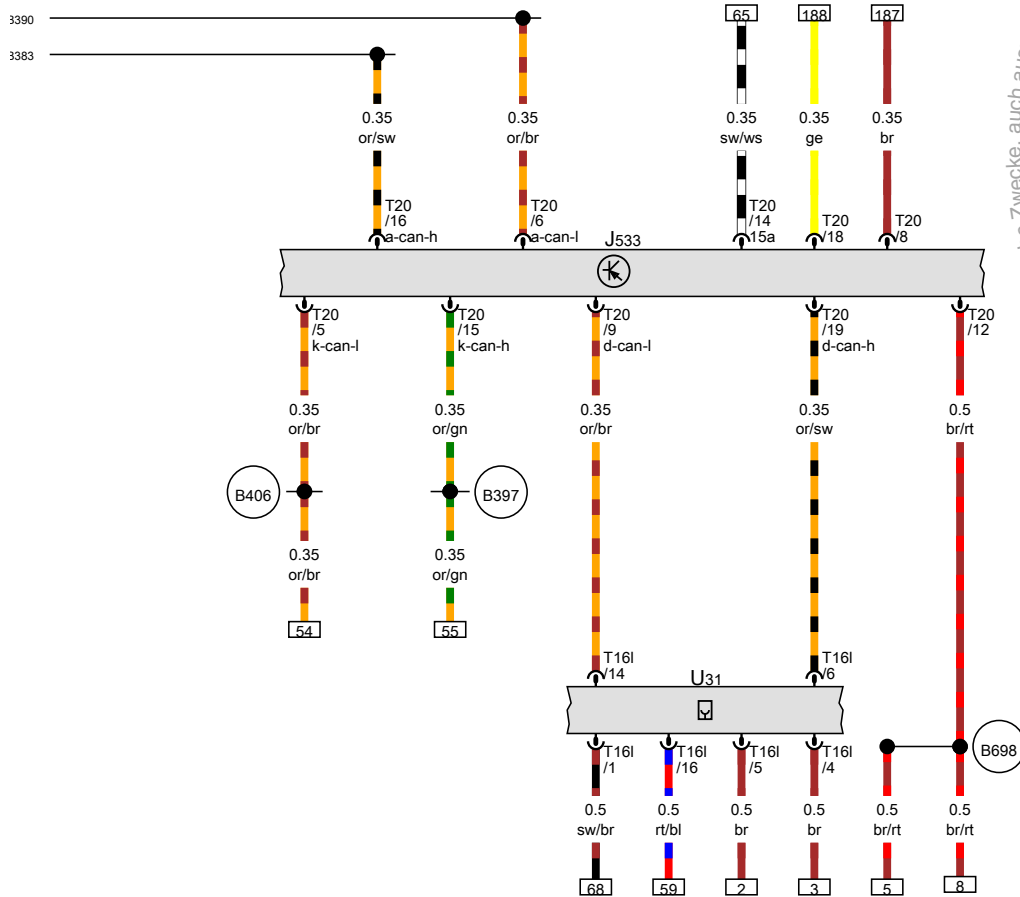 B390
65 188 187
B383
0.35 0.35 0.35 0.35 0.35
or/sw or/br sw/ws ge br
T20 T20 T20 T20 T20
/16 /6 /14 /18 /8
a-can-h a-can-l 15a
J533
T20 T20 T20 T20 T20
/5 /15 /9 /19 /12
k-can-l k-can-h d-can-l d-can-h
0.35 0.35 0.35 0.35 0.5
or/br or/gn or/br or/sw br/rt
B406 B397
0.35 0.35
or/br or/gn
54 55
T16l T16l
/14 /6
U31
T16l T16l T16l T16l
/1 /16 /5 /4
B698
0.5 0.5 0.5 0.5 0.5 0.5
sw/br rt/bl br br br/rt br/rt
68 59 2 3 5 8
Zwecke, auch